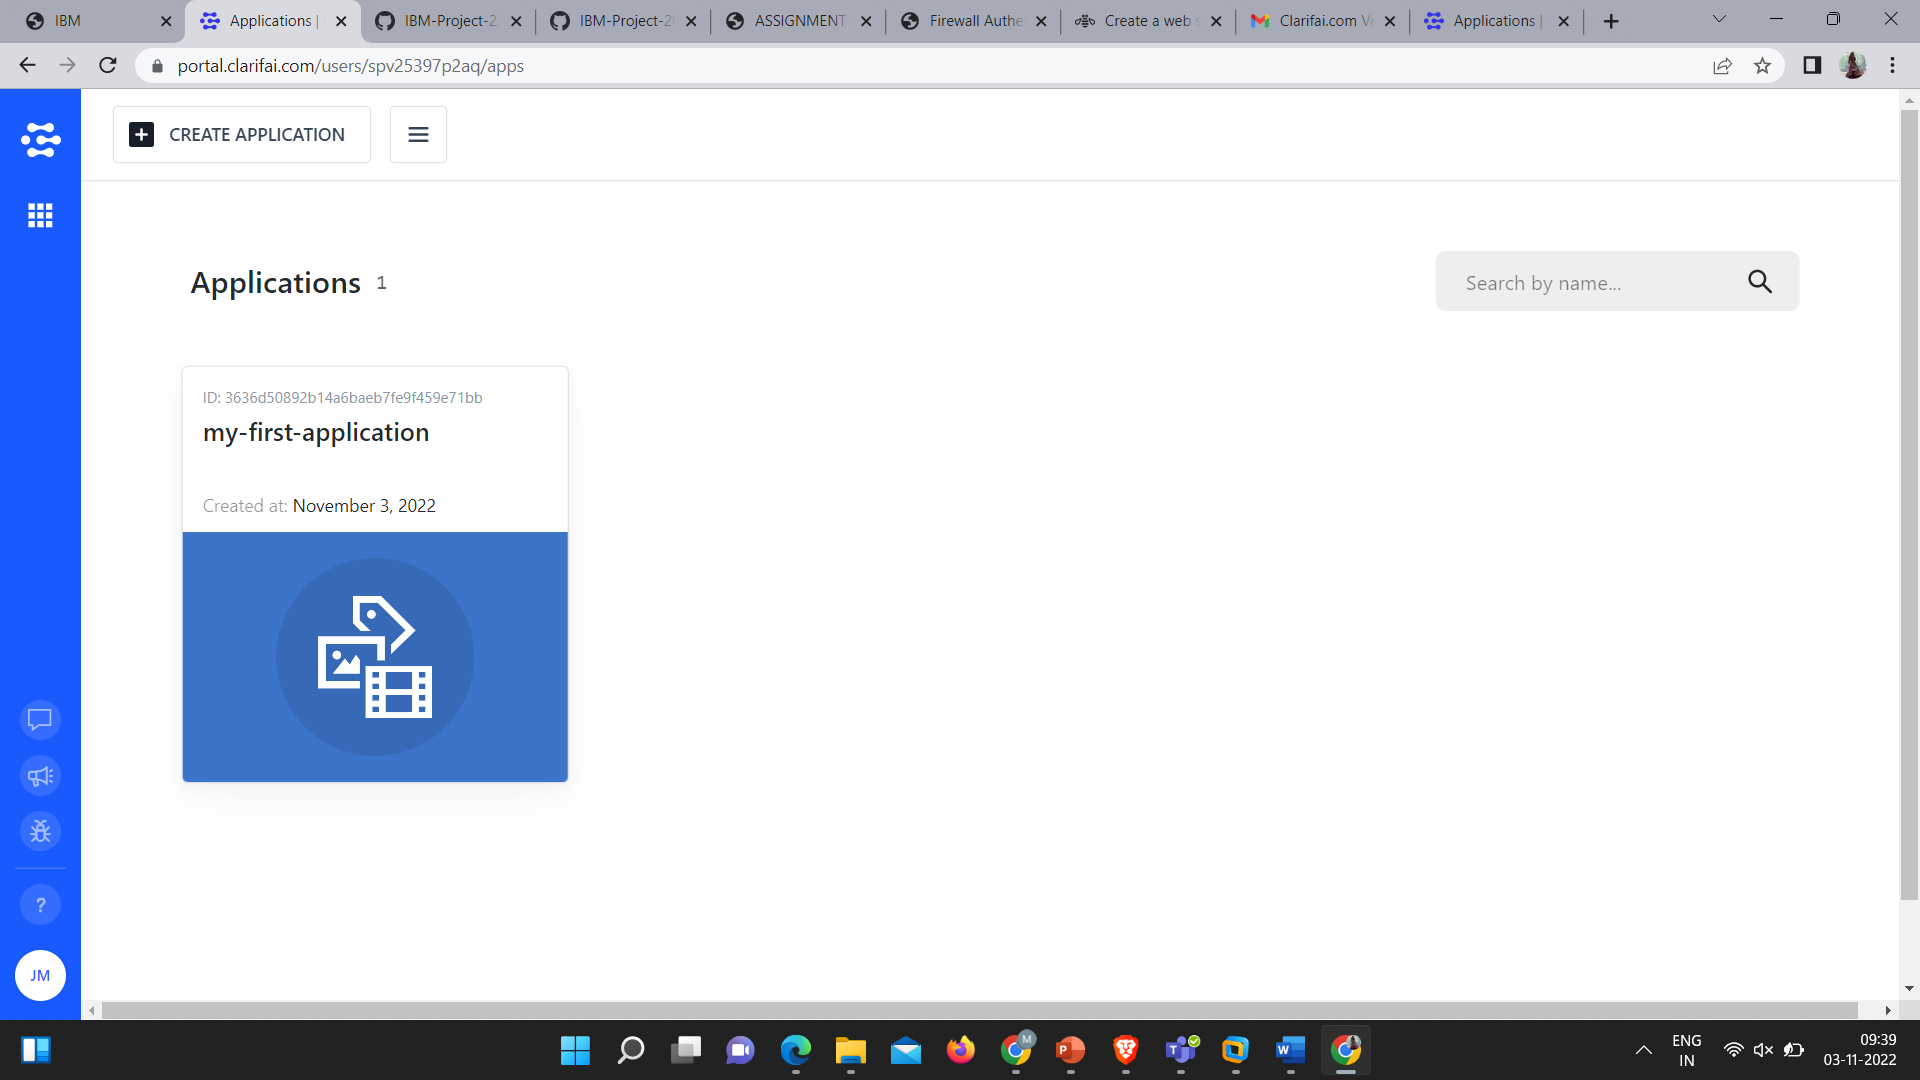 IBM
Applications |
IBM-Project-2
IBM-Project-2
ASSIGNMENT
Firewall Authe
Create a web s
Clarifai.com Ve
Applications |
portal.clarifai.com/users/spv25397p2aq/apps
CREATE APPLICATION
Applications 1
Search by name...
ID: 3636d50892b14a6baeb7fe9f459e71bb
my-first-application
Created at: November 3, 2022
?
JM
M
P
T
W
ENG
IN
09:39
03-11-2022